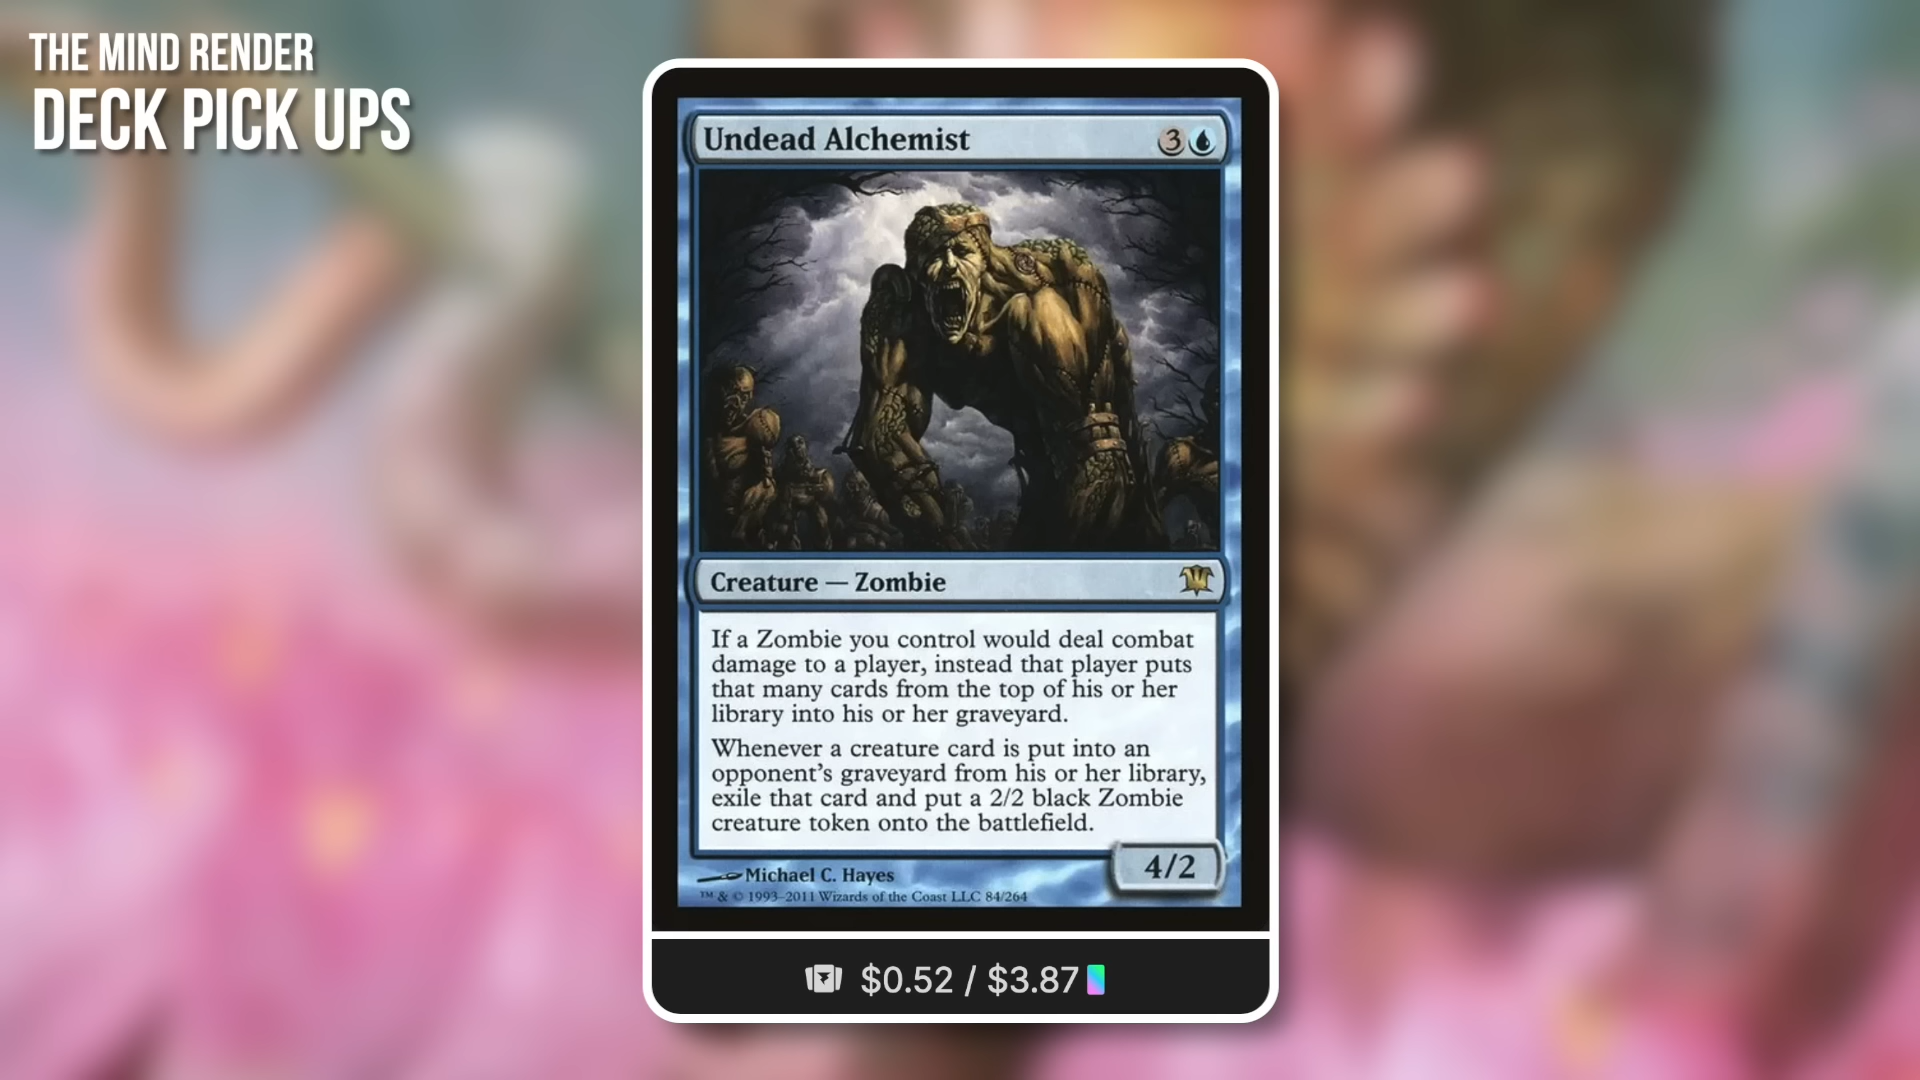 THE MIND RENDER
DECK PICK UPS
Undead Alchemist 3
Creature — Zombie
If a Zombie you control would deal combat
damage to a player, instead that player puts
that many cards from the top of his or her
library into his or her graveyard.
Whenever a creature card is put into an
opponent's graveyard from his or her library,
exile that card and put a 2/2 black Zombie
creature token onto the battlefield.
4/2
Michael C. Hayes
™ & © 1993–2011 Wizards of the Coast LLC 84/264
$0.52 / $3.87